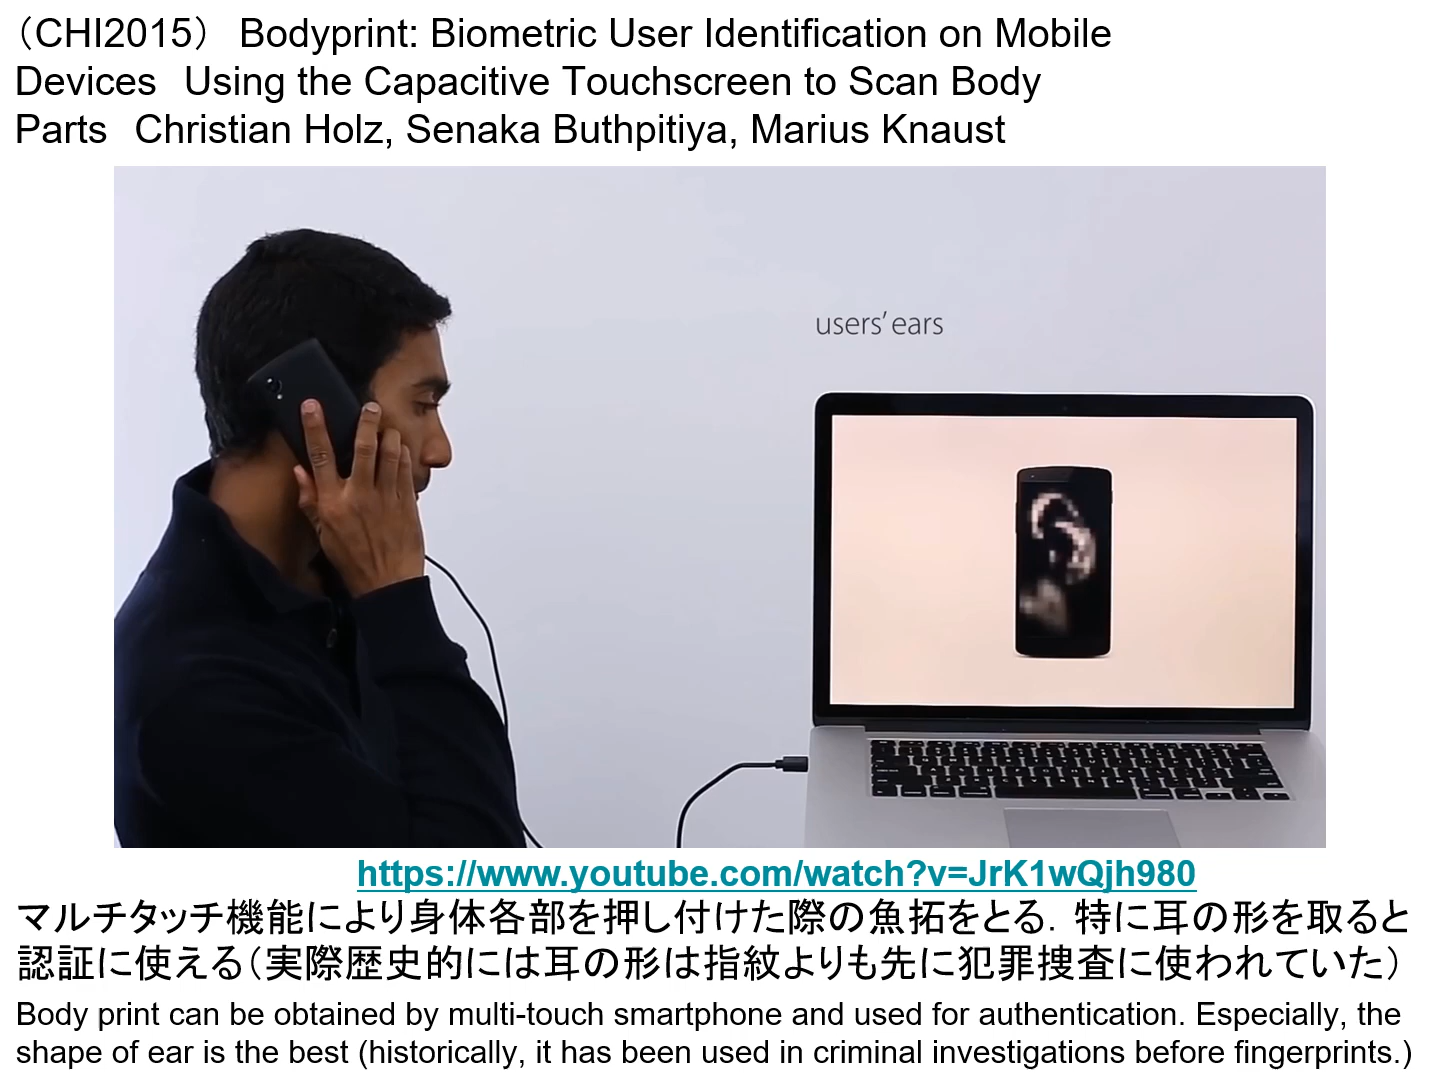 （CHI2015） Bodyprint: Biometric User Identification on Mobile
Devices Using the Capacitive Touchscreen to Scan Body
Parts Christian Holz, Senaka Buthpitiya, Marius Knaust
users’ ears
https://www.youtube.com/watch?v=JrK1wQjh980
マルチタッチ機能により身体各部を押し付けた際の魚拓をとる．特に耳の形を取ると
認証に使える（実際歴史的には耳の形は指紋よりも先に犯罪捜査に使われていた）
Body print can be obtained by multi-touch smartphone and used for authentication. Especially, the
shape of ear is the best (historically, it has been used in criminal investigations before fingerprints.)